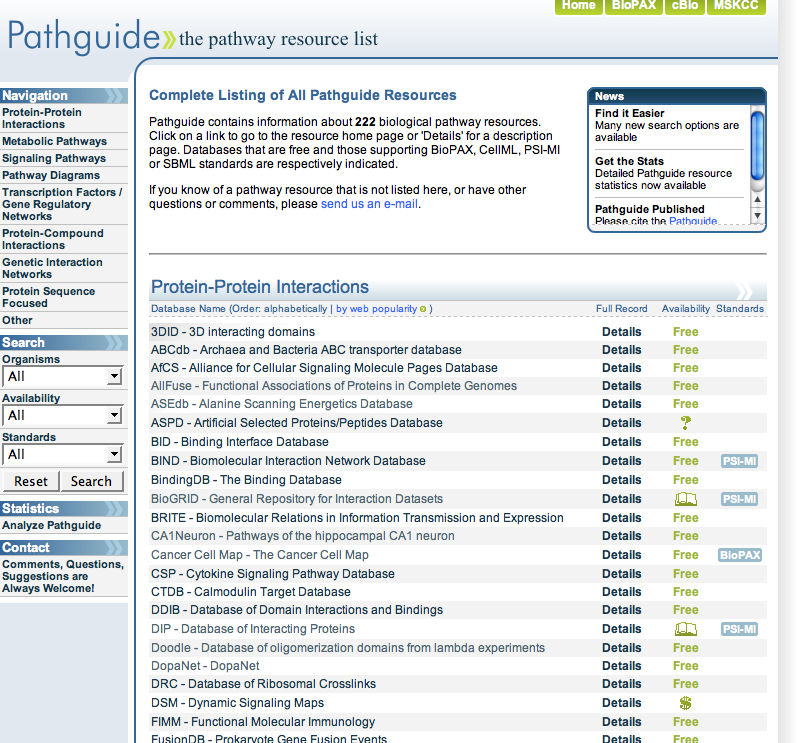 Home BioPAX cBio MSKCC
Pathguide» the pathway resource list
Navigation
Protein-Protein
Interactions
Metabolic Pathways
Signaling Pathways
Pathway Diagrams
Transcription Factors /
Gene Regulatory
Networks
Protein-Compound
Interactions
Genetic Interaction
Networks
Protein Sequence
Focused
Other
Search
Organisms
All
Availability
All
Standards
All
Reset Search
Statistics
Analyze Pathguide
Contact
Comments, Questions,
Suggestions are
Always Welcome!
Complete Listing of All Pathguide Resources
Pathguide contains information about 222 biological pathway resources.
Click on a link to go to the resource home page or 'Details' for a description
page. Databases that are free and those supporting BioPAX, CellML, PSI-MI
or SBML standards are respectively indicated.
If you know of a pathway resource that is not listed here, or have other
questions or comments, please send us an e-mail.
News
Find it Easier
Many new search options are
available
Get the Stats
Detailed Pathguide resource
statistics now available
Pathguide Published
Please cite the Pathguide
Protein-Protein Interactions
Database Name (Order: alphabetically | by web popularity ) Full Record Availability Standards
3DID - 3D interacting domains Details Free
ABCdb - Archaea and Bacteria ABC transporter database Details Free
AfCS - Alliance for Cellular Signaling Molecule Pages Database Details Free
AllFuse - Functional Associations of Proteins in Complete Genomes Details Free
ASEdb - Alanine Scanning Energetics Database Details Free
ASPD - Artificial Selected Proteins/Peptides Database Details ?
BID - Binding Interface Database Details Free
BIND - Biomolecular Interaction Network Database Details Free PSI-MI
BindingDB - The Binding Database Details Free
BioGRID - General Repository for Interaction Datasets Details PSI-MI
BRITE - Biomolecular Relations in Information Transmission and Expression Details Free
CA1Neuron - Pathways of the hippocampal CA1 neuron Details Free
Cancer Cell Map - The Cancer Cell Map Details Free BioPAX
CSP - Cytokine Signaling Pathway Database Details Free
CTDB - Calmodulin Target Database Details Free
DDIB - Database of Domain Interactions and Bindings Details Free
DIP - Database of Interacting Proteins Details PSI-MI
Doodle - Database of oligomerization domains from lambda experiments Details Free
DopaNet - DopaNet Details Free
DRC - Database of Ribosomal Crosslinks Details Free
DSM - Dynamic Signaling Maps Details $
FIMM - Functional Molecular Immunology Details Free
FusionDB - Prokaryote Gene Fusion Events Details Free